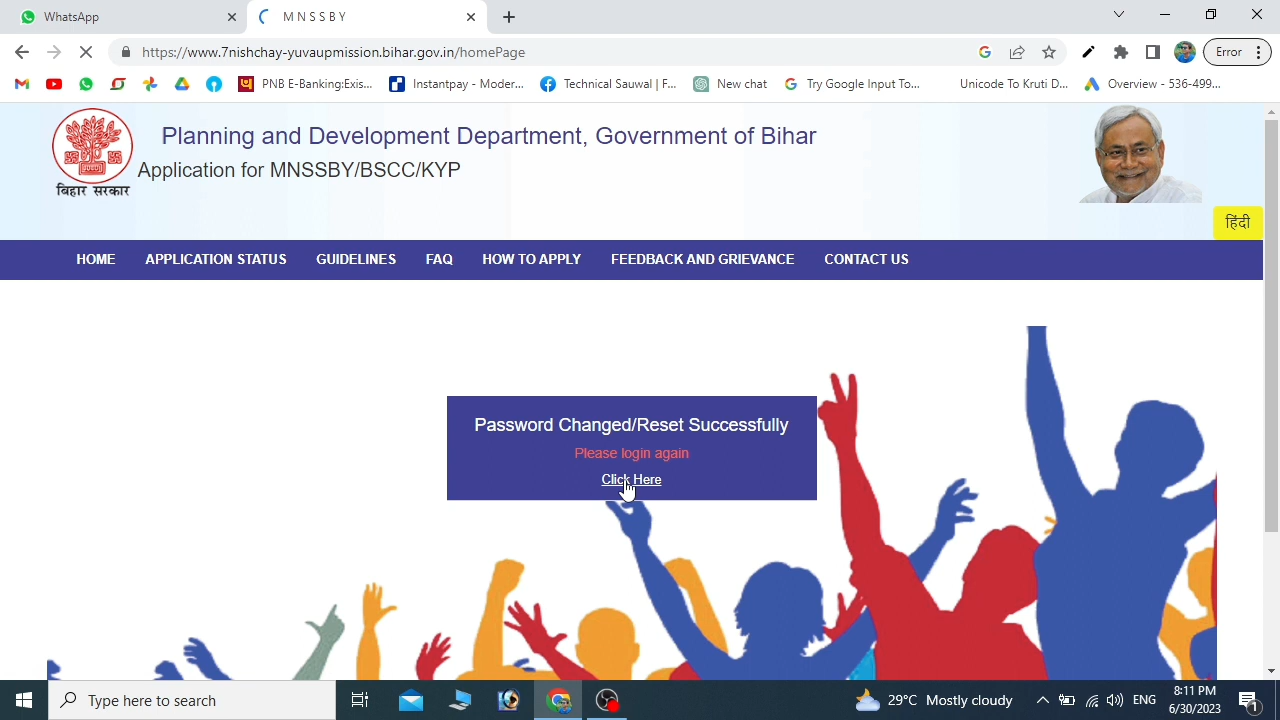 WhatsApp
M N S S B Y
https://www.7nishchay-yuvaupmission.bihar.gov.in/homePage
Error
PNB E-Banking:Exis...
Instantpay - Moder...
Technical Sauwal | F...
New chat
Try Google Input To...
Unicode To Kruti D...
Overview - 536-499...
बिहार सरकार
Planning and Development Department, Government of Bihar
Application for MNSSBY/BSCC/KYP
हिंदी
HOME APPLICATION STATUS GUIDELINES FAQ HOW TO APPLY FEEDBACK AND GRIEVANCE CONTACT US
Password Changed/Reset Successfully
Please login again
Click Here
Type here to search
29°C Mostly cloudy
ENG
8:11 PM
6/30/2023
1